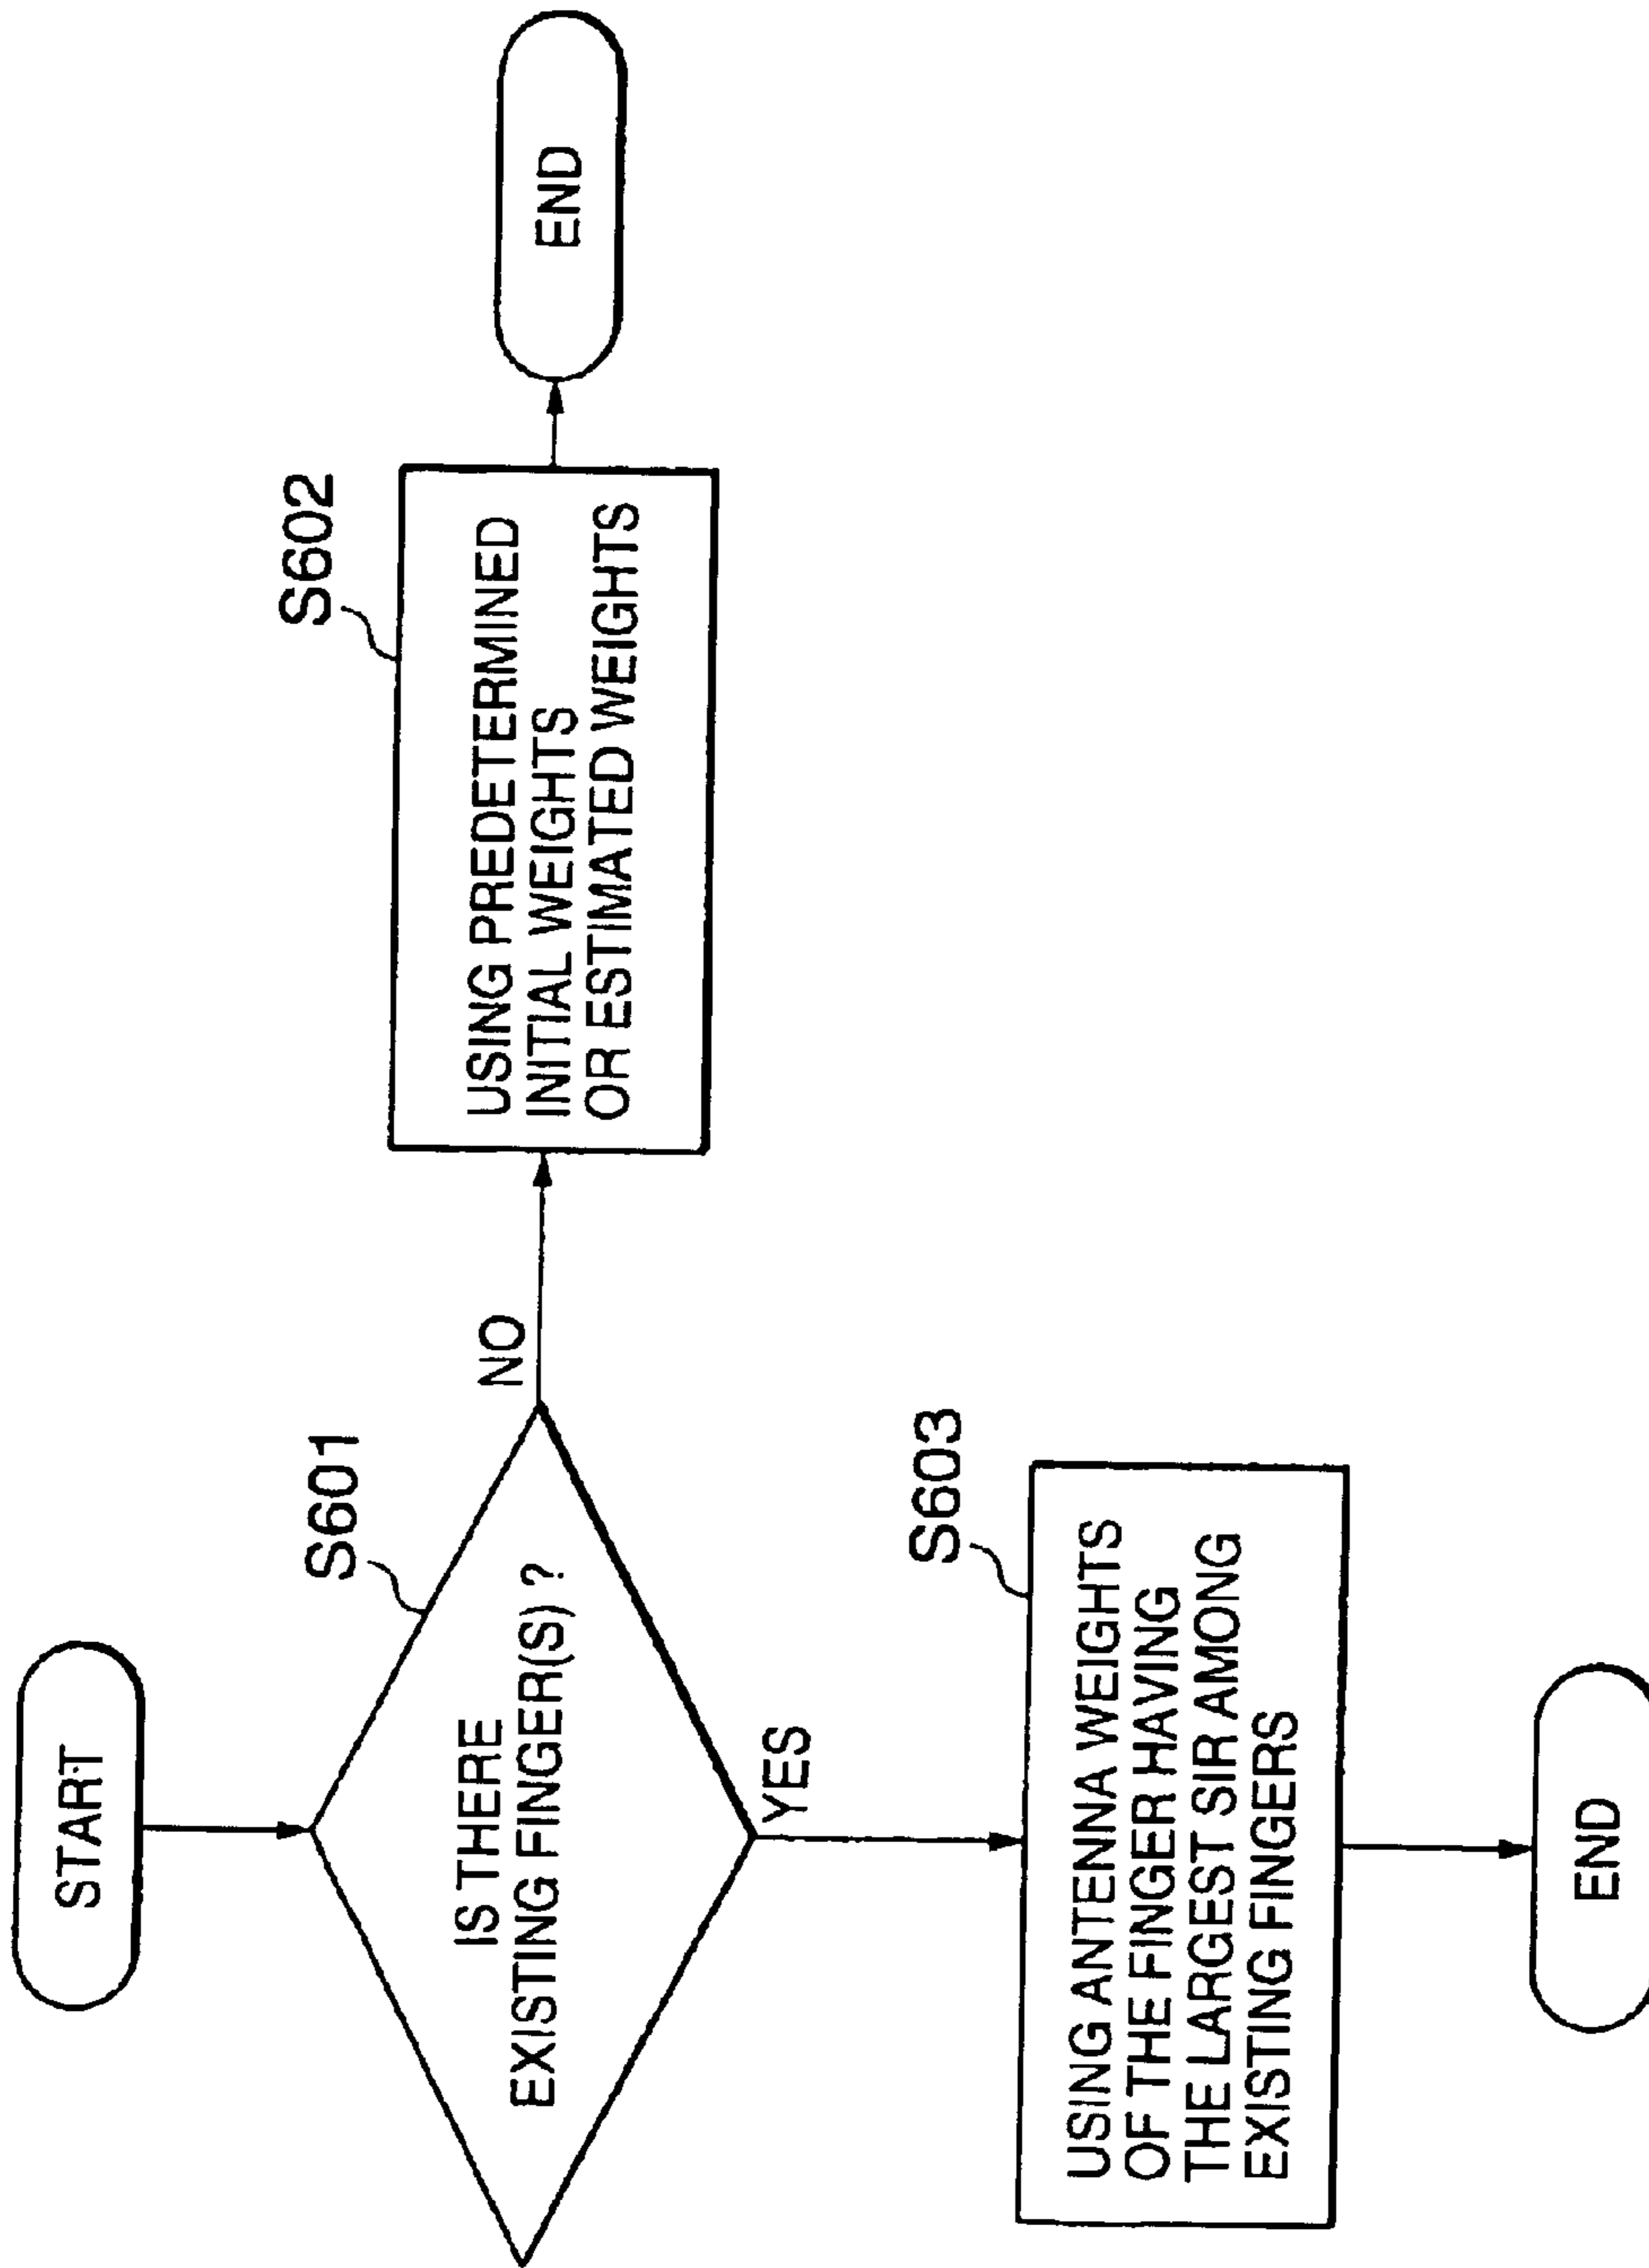 START
S601
IS THERE
EXISTING FINGER(S) ?
NO
S602
USING PREDETERMINED
INITIAL WEIGHTS
OR ESTIMATED WEIGHTS
END
YES
S603
USING ANTENNA WEIGHTS
OF THE FINGER HAVING
THE LARGEST SIR AMONG
EXISTING FINGERS
END